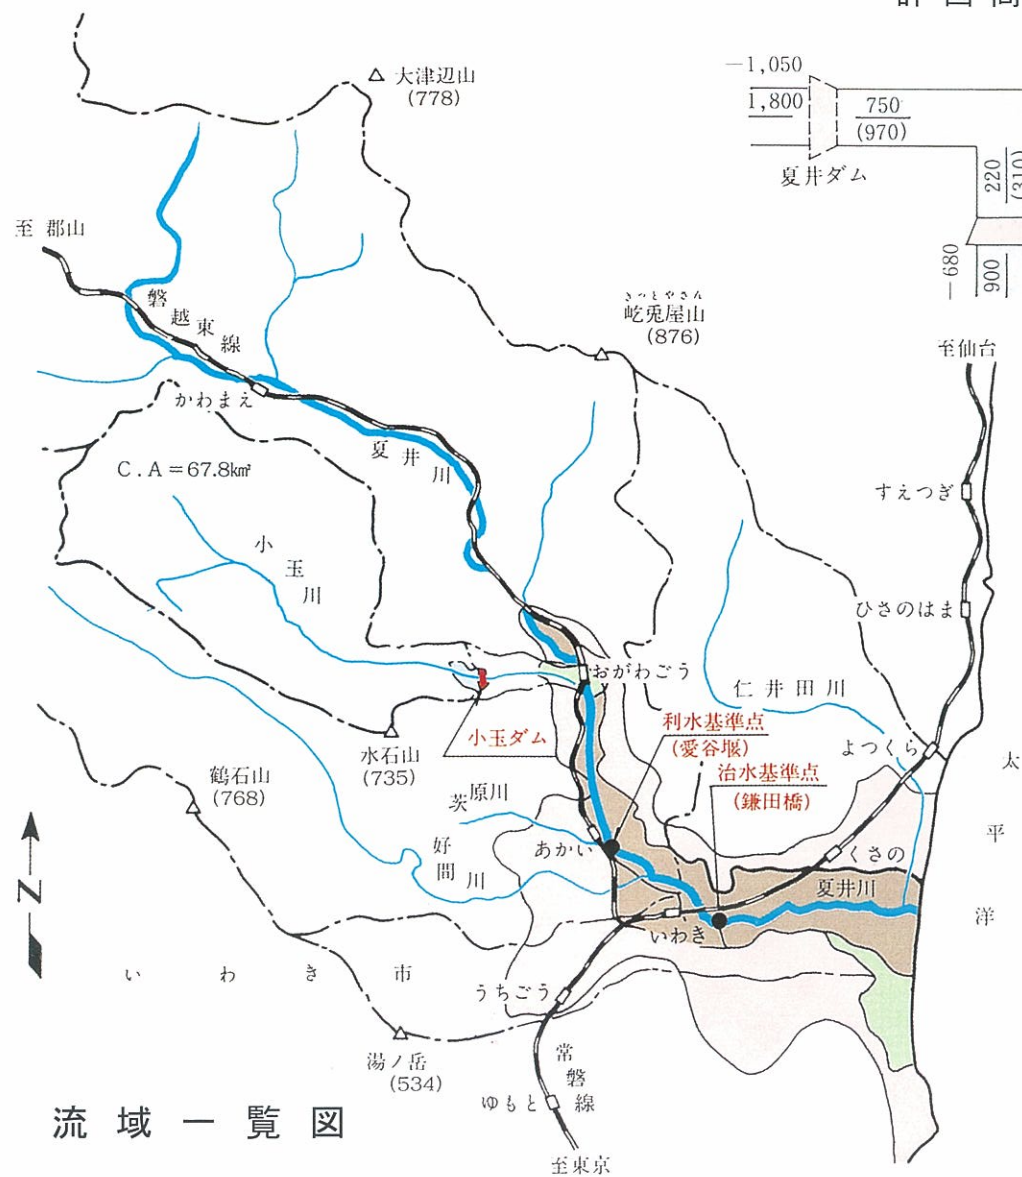 大津辺山
(778)
-1,050
1,800
750
(970)
夏井ダム
220
(310)
-680
900
至 郡山
磐越東線
きっとやさん
屹兎屋山
(876)
至仙台
かわまえ
夏井川
C.A=67.8km²
すえつぎ
小玉川
ひさのはま
おがわごう
仁井田川
利水基準点
(愛谷堰)
小玉ダム
よつくら
治水基準点
(鎌田橋)
水石山
(735)
鶴石山
(768)
茨原川
太平洋
あかい
好間川
くさの
夏井川
N
いわき
いわき市
うちごう
湯ノ岳
(534)
常磐線
ゆもと
流域一覧図
至東京